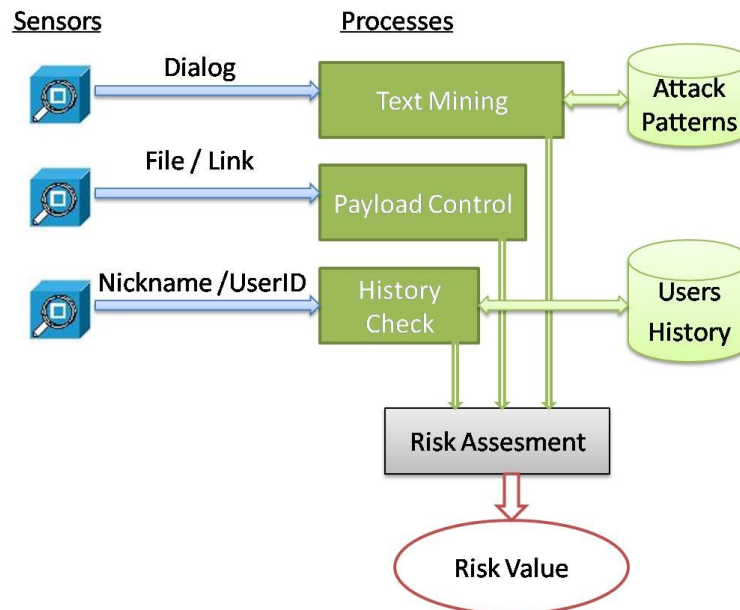 Sensors
Processes
Dialog
Text Mining
Attack
Patterns
File / Link
Payload Control
Nickname /UserID
History
Check
Users
History
Risk Assesment
Risk Value